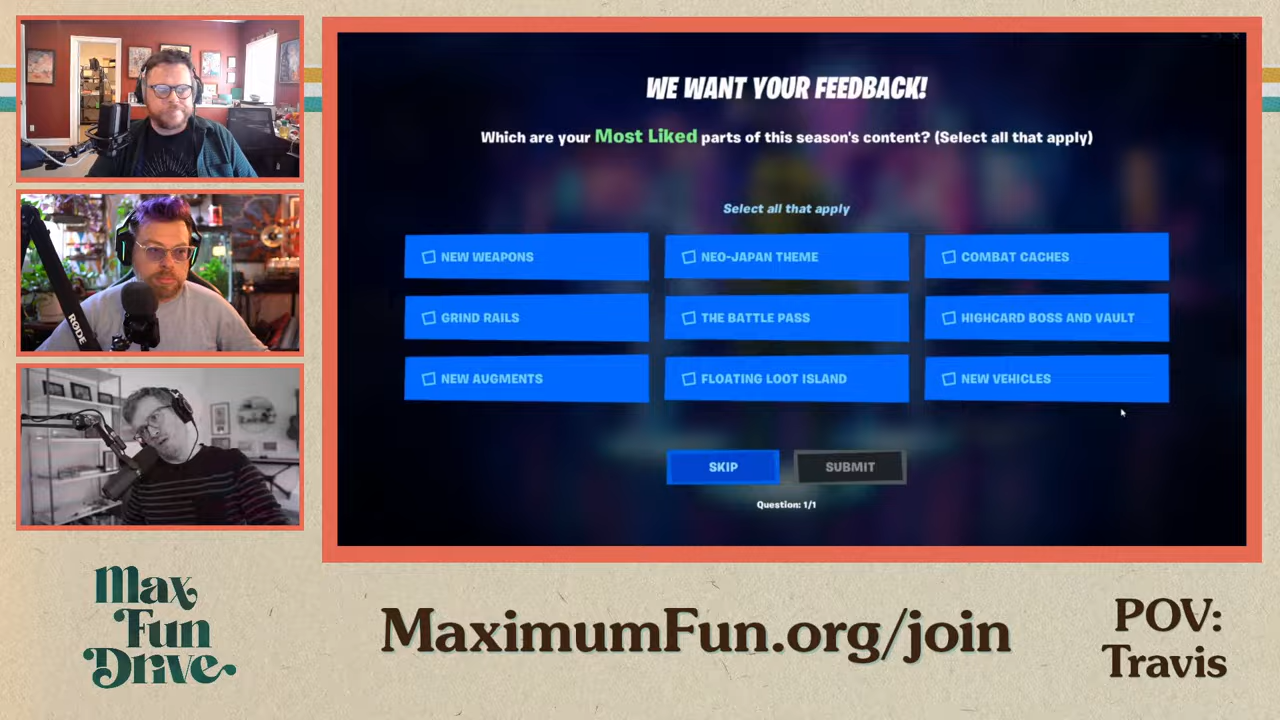 WE WANT YOUR FEEDBACK!
Which are your Most Liked parts of this season's content? (Select all that apply)
Select all that apply
NEW WEAPONS
NEO-JAPAN THEME
COMBAT CACHES
GRIND RAILS
THE BATTLE PASS
HIGHCARD BOSS AND VAULT
NEW AUGMENTS
FLOATING LOOT ISLAND
NEW VEHICLES
SKIP
SUBMIT
Question: 1/1
RØDE
Max
Fun
Drive
MaximumFun.org/join
POV:
Travis